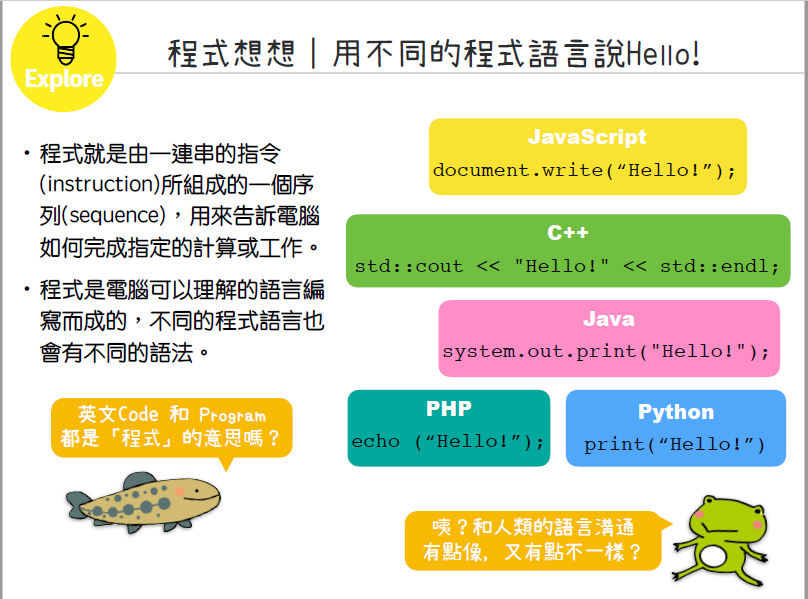 Explore
程式想想｜用不同的程式語言說Hello!
・程式就是由一連串的指令
(instruction)所組成的一個序
列(sequence)，用來告訴電腦
如何完成指定的計算或工作。
・程式是電腦可以理解的語言編
寫而成的，不同的程式語言也
會有不同的語法。
JavaScript
document.write(“Hello!”);
C++
std::cout << "Hello!" << std::endl;
Java
system.out.print("Hello!");
PHP
echo (“Hello!”);
Python
print(“Hello!”)
英文Code 和 Program
都是「程式」的意思嗎？
咦？和人類的語言溝通
有點像，又有點不一樣？